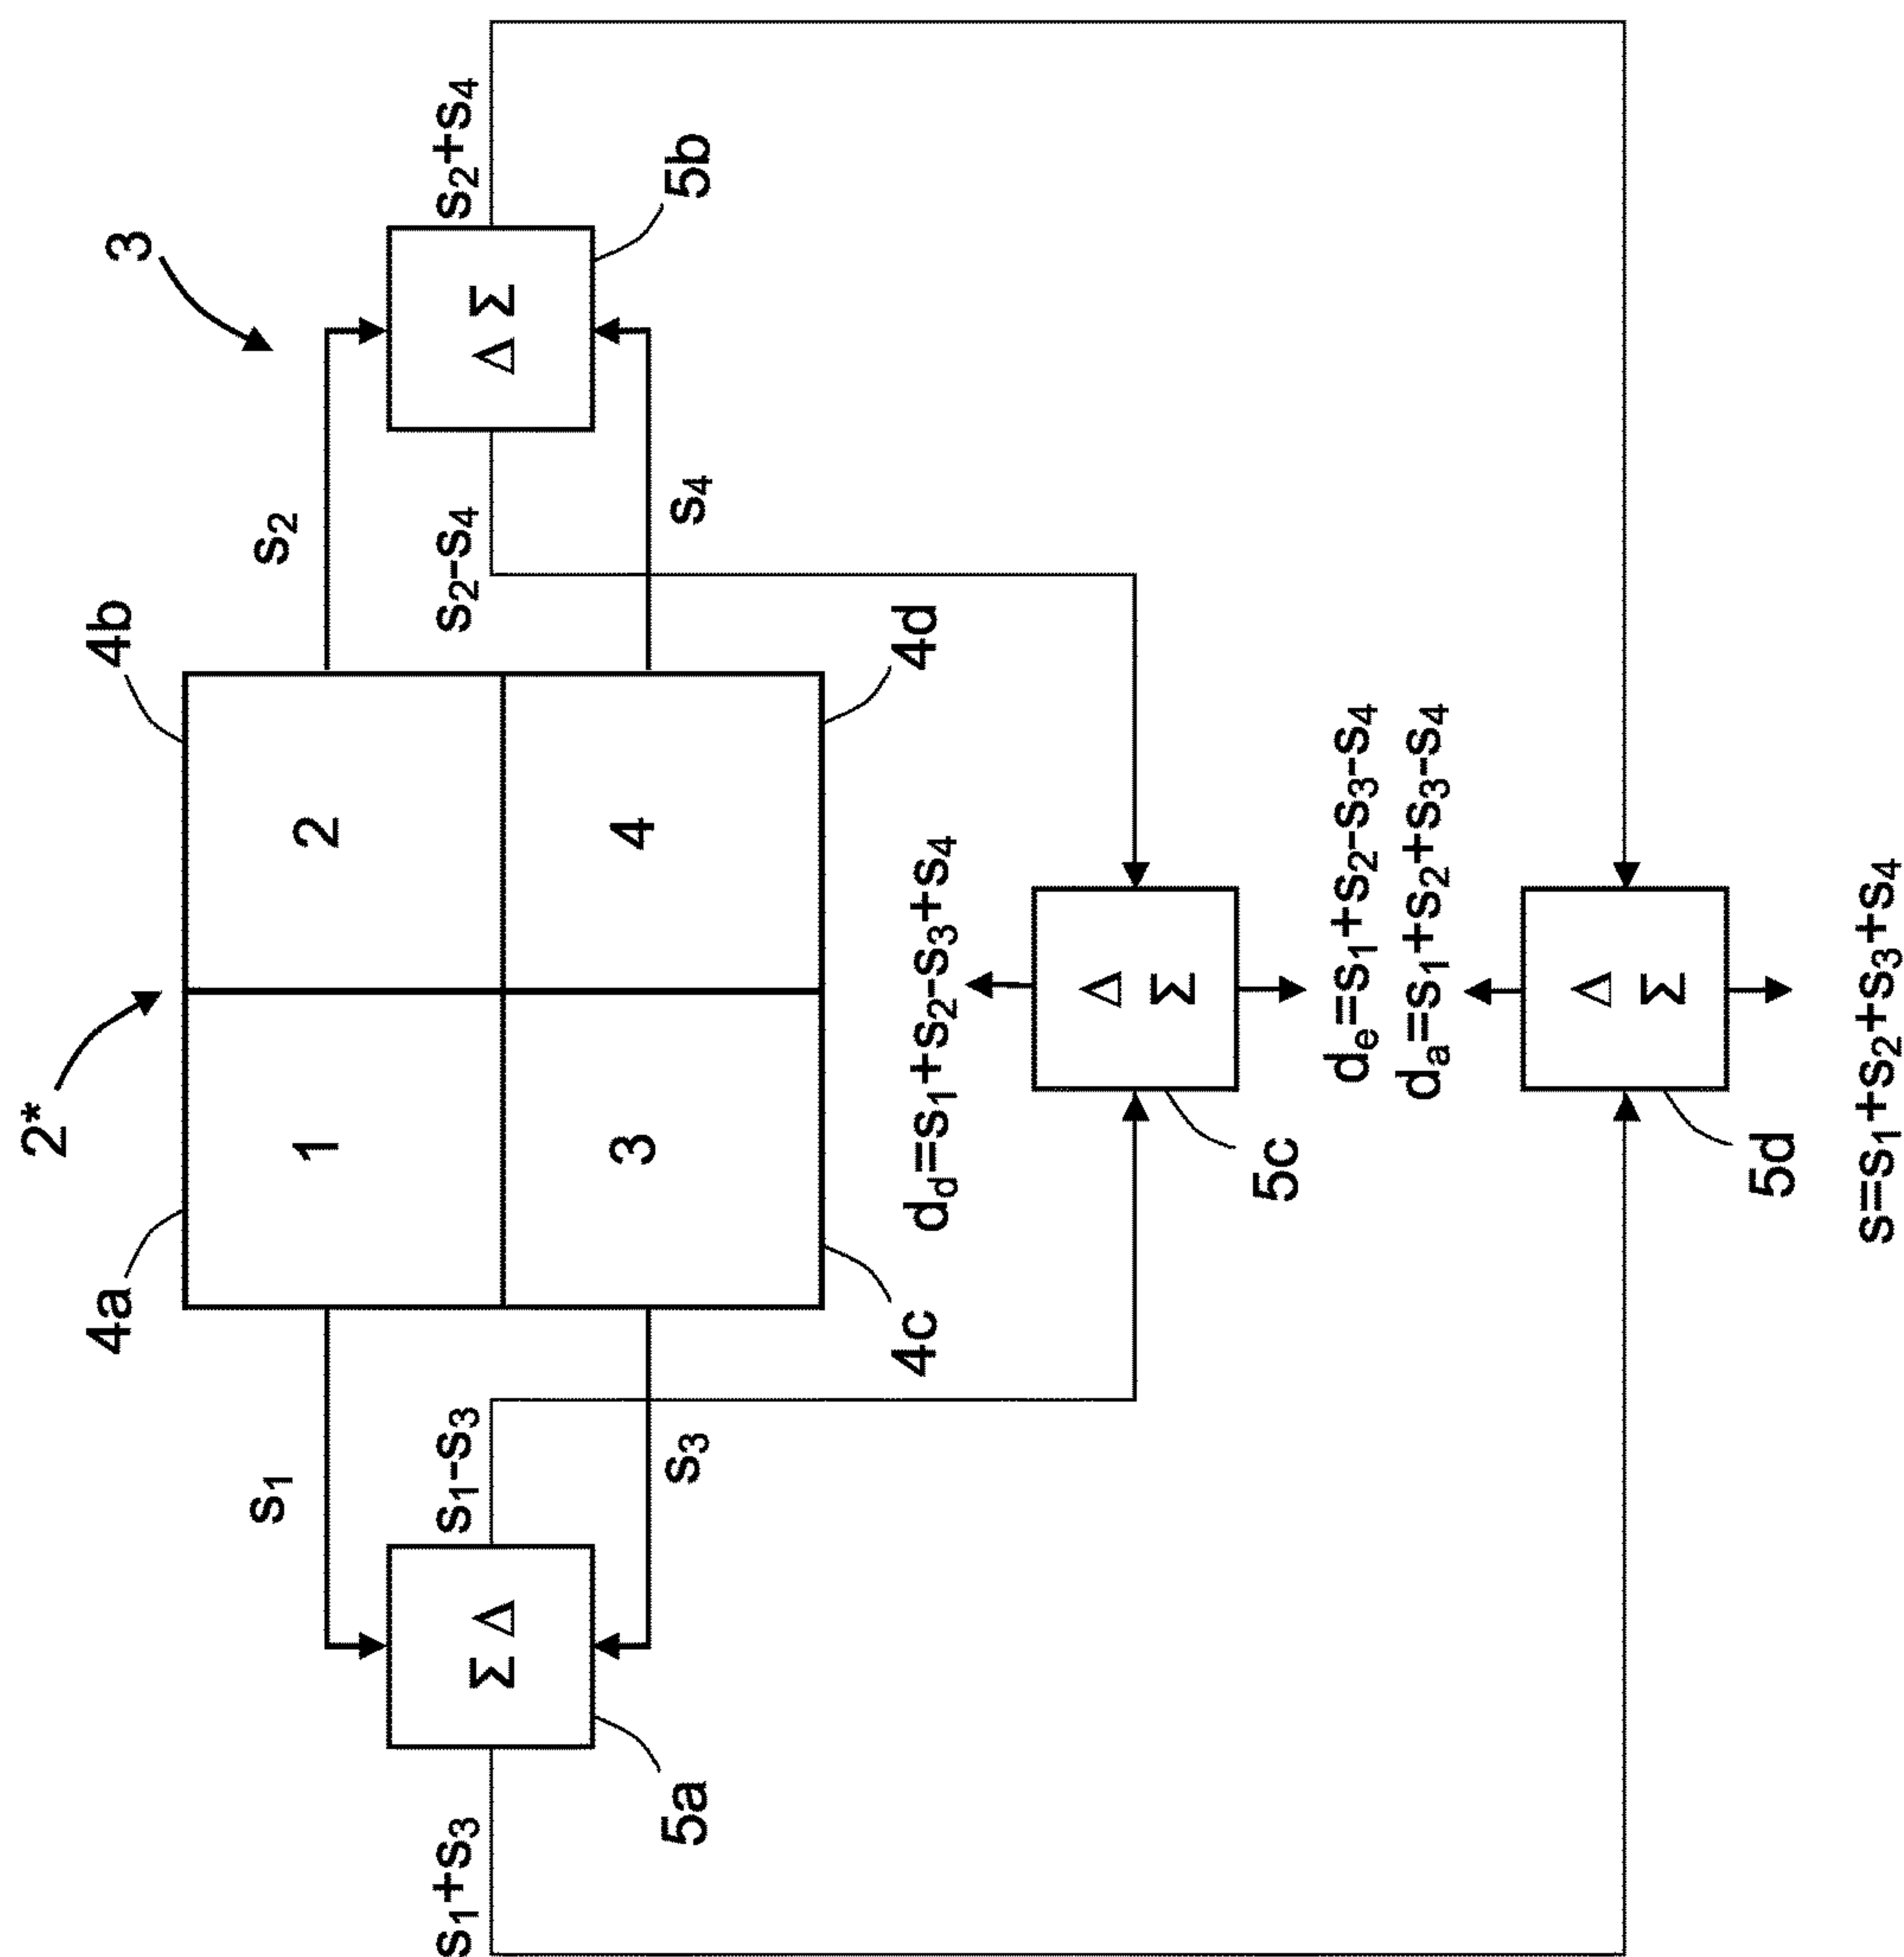 3
2*
4a
4b
1
2
3
4
4c
4d
s₁
s₂
s₃
s₄
s₁+s₃
s₁-s₃
s₂-s₄
s₂+s₄
Σ Δ
5a
Δ Σ
5b
d_d=s₁+s₂-s₃+s₄
Δ Σ
5c
dₑ=s₁+s₂-s₃-s₄
dₐ=s₁+s₂+s₃-s₄
Δ Σ
5d
s=s₁+s₂+s₃+s₄